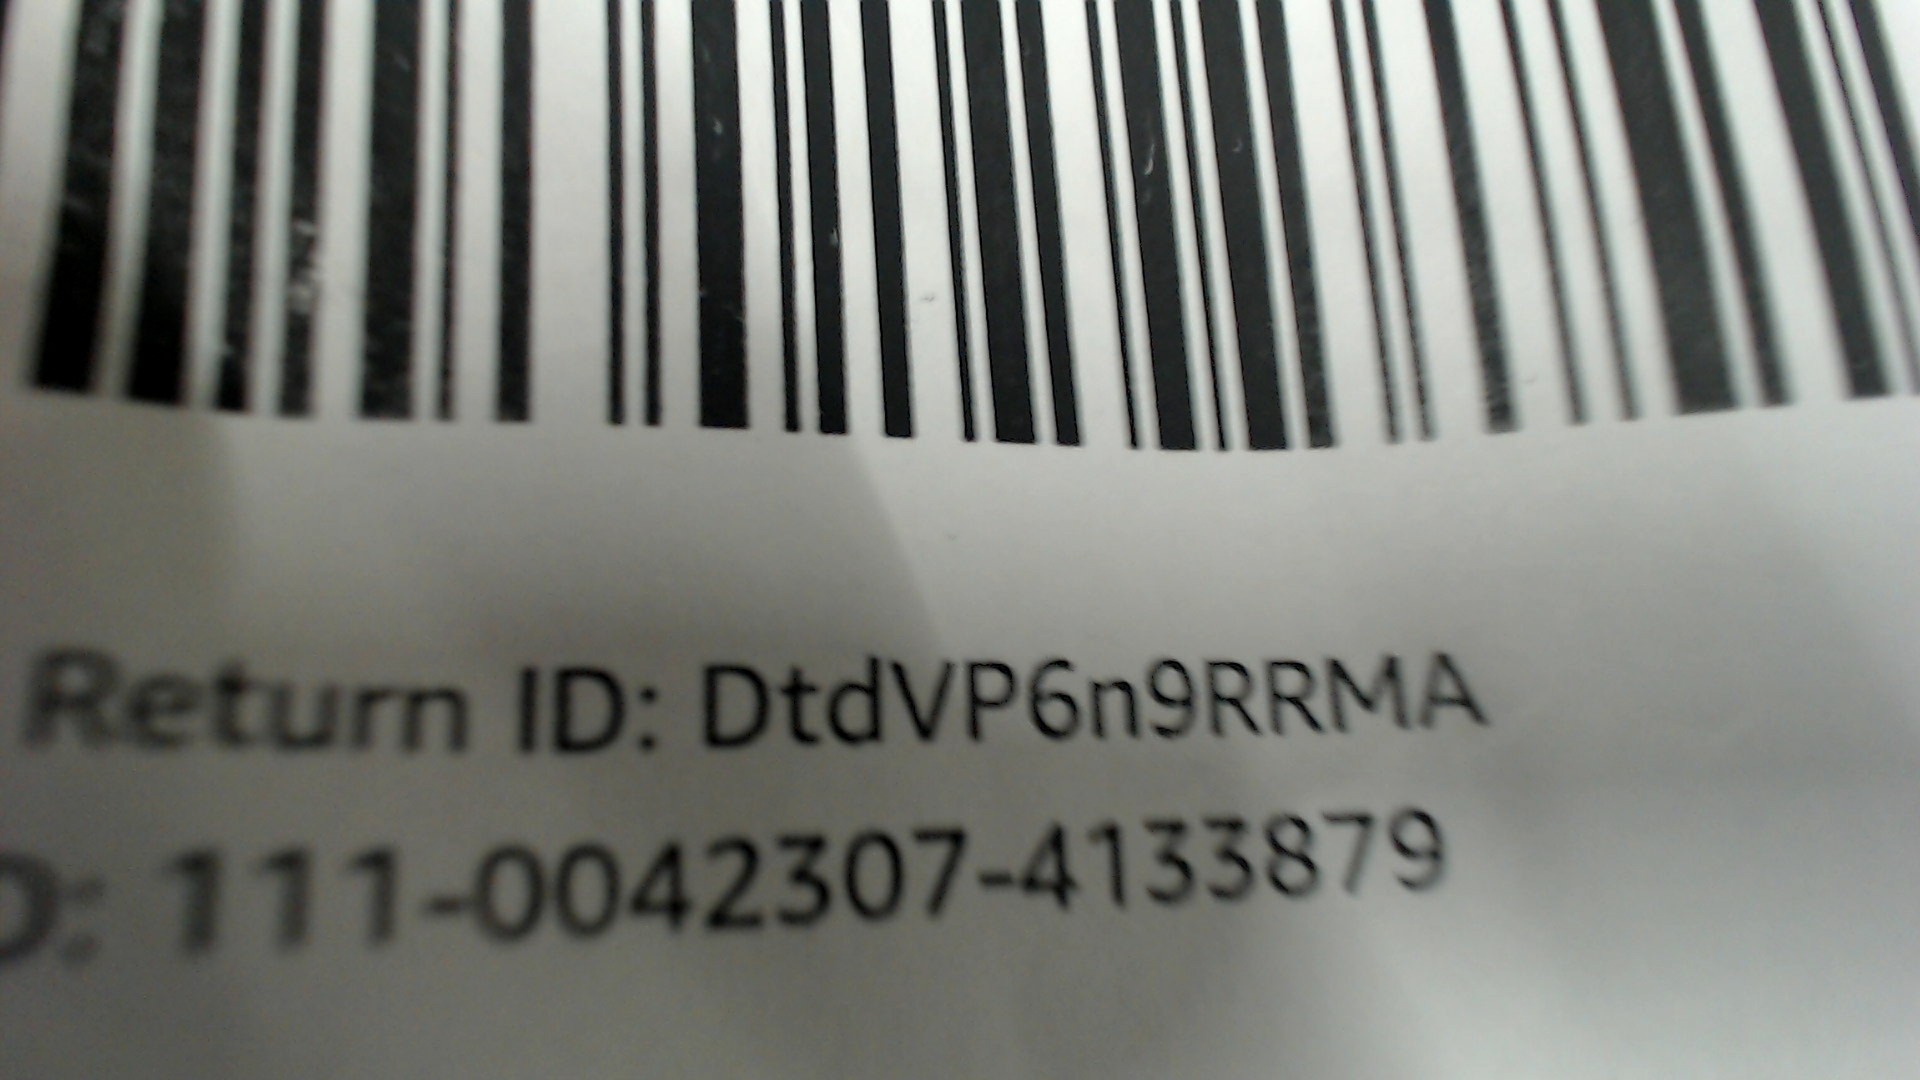 Return ID: DtdVP6n9RRMA
D: 111-0042307-4133879